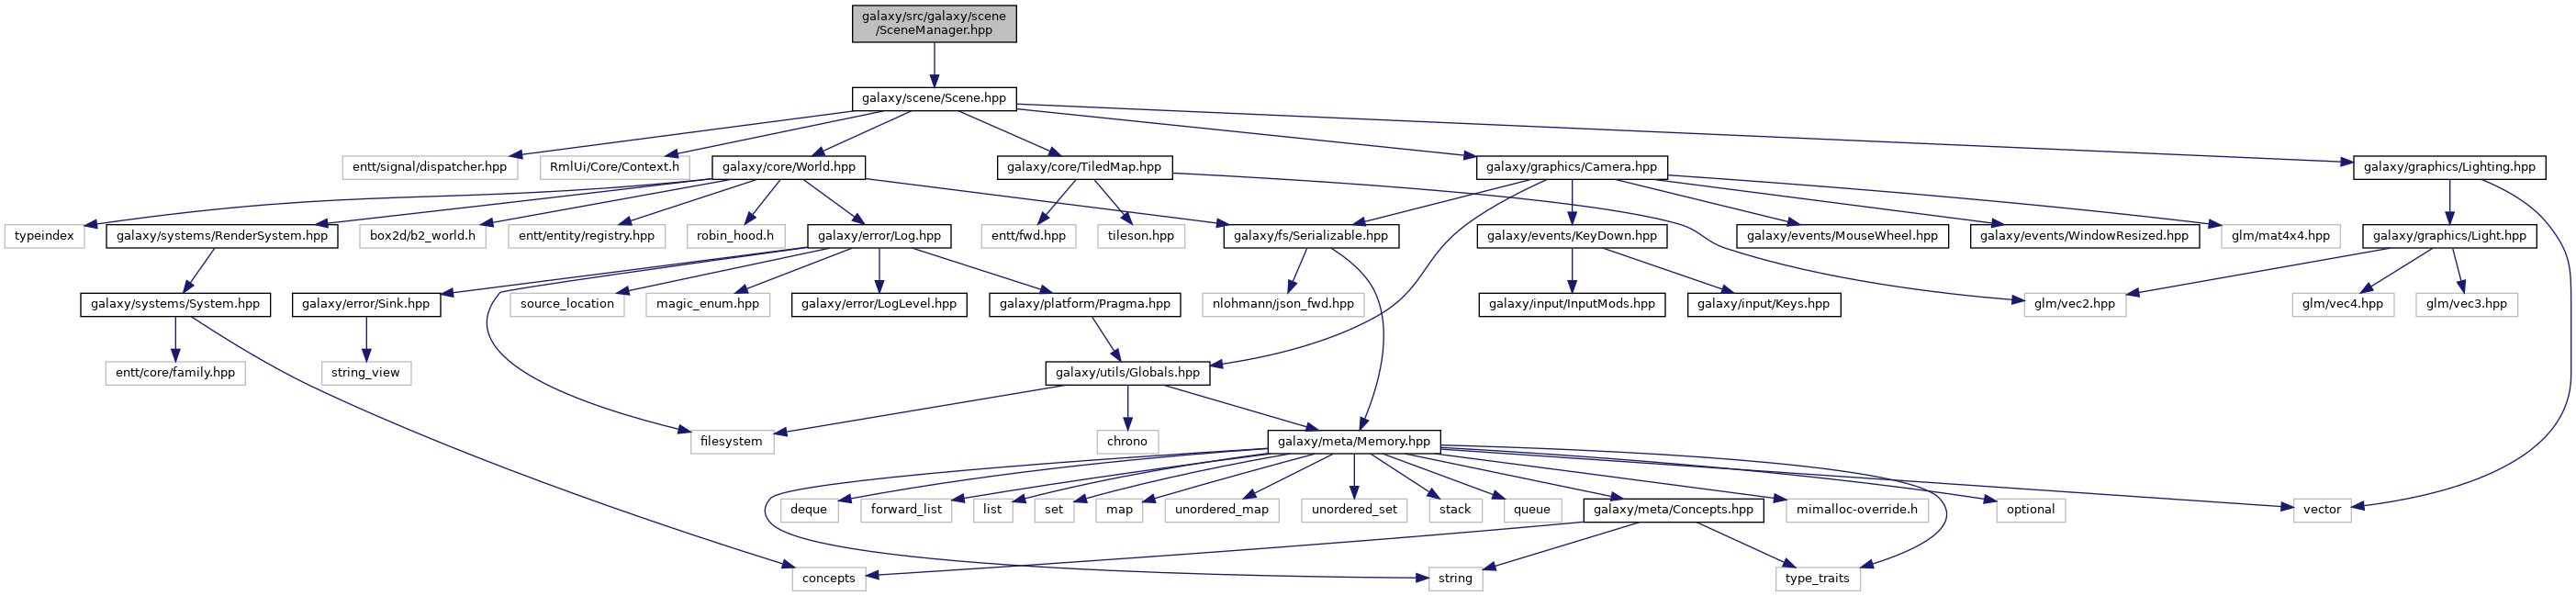 galaxy/src/galaxy/scene
/SceneManager.hpp
galaxy/scene/Scene.hpp
entt/signal/dispatcher.hpp
RmlUi/Core/Context.h
galaxy/core/World.hpp
galaxy/core/TiledMap.hpp
galaxy/graphics/Camera.hpp
galaxy/graphics/Lighting.hpp
typeindex
galaxy/systems/RenderSystem.hpp
box2d/b2_world.h
entt/entity/registry.hpp
robin_hood.h
galaxy/error/Log.hpp
entt/fwd.hpp
tileson.hpp
galaxy/fs/Serializable.hpp
galaxy/events/KeyDown.hpp
galaxy/events/MouseWheel.hpp
galaxy/events/WindowResized.hpp
glm/mat4x4.hpp
galaxy/graphics/Light.hpp
galaxy/systems/System.hpp
galaxy/error/Sink.hpp
source_location
magic_enum.hpp
galaxy/error/LogLevel.hpp
galaxy/platform/Pragma.hpp
nlohmann/json_fwd.hpp
galaxy/input/InputMods.hpp
galaxy/input/Keys.hpp
glm/vec2.hpp
glm/vec4.hpp
glm/vec3.hpp
entt/core/family.hpp
string_view
galaxy/utils/Globals.hpp
filesystem
chrono
galaxy/meta/Memory.hpp
deque
forward_list
list
set
map
unordered_map
unordered_set
stack
queue
galaxy/meta/Concepts.hpp
mimalloc-override.h
optional
vector
concepts
string
type_traits